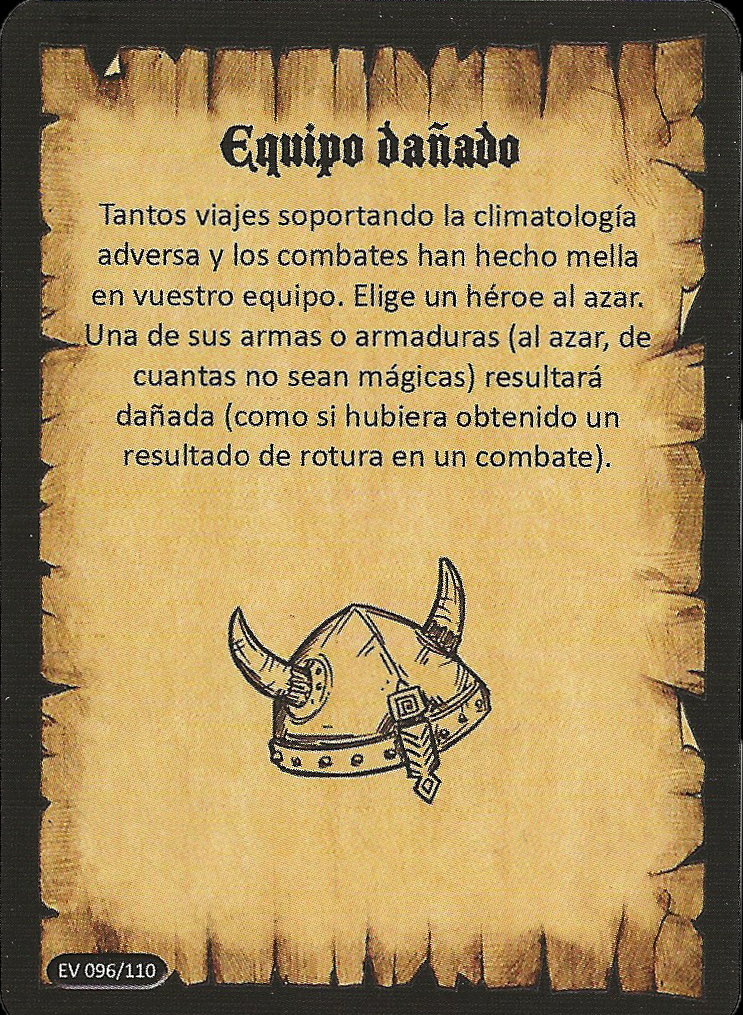 Equipo dañado
Tantos viajes soportando la climatología
adversa y los combates han hecho mella
en vuestro equipo. Elige un héroe al azar.
Una de sus armas o armaduras (al azar, de
cuantas no sean mágicas) resultará
dañada (como si hubiera obtenido un
resultado de rotura en un combate).
EV 096/110